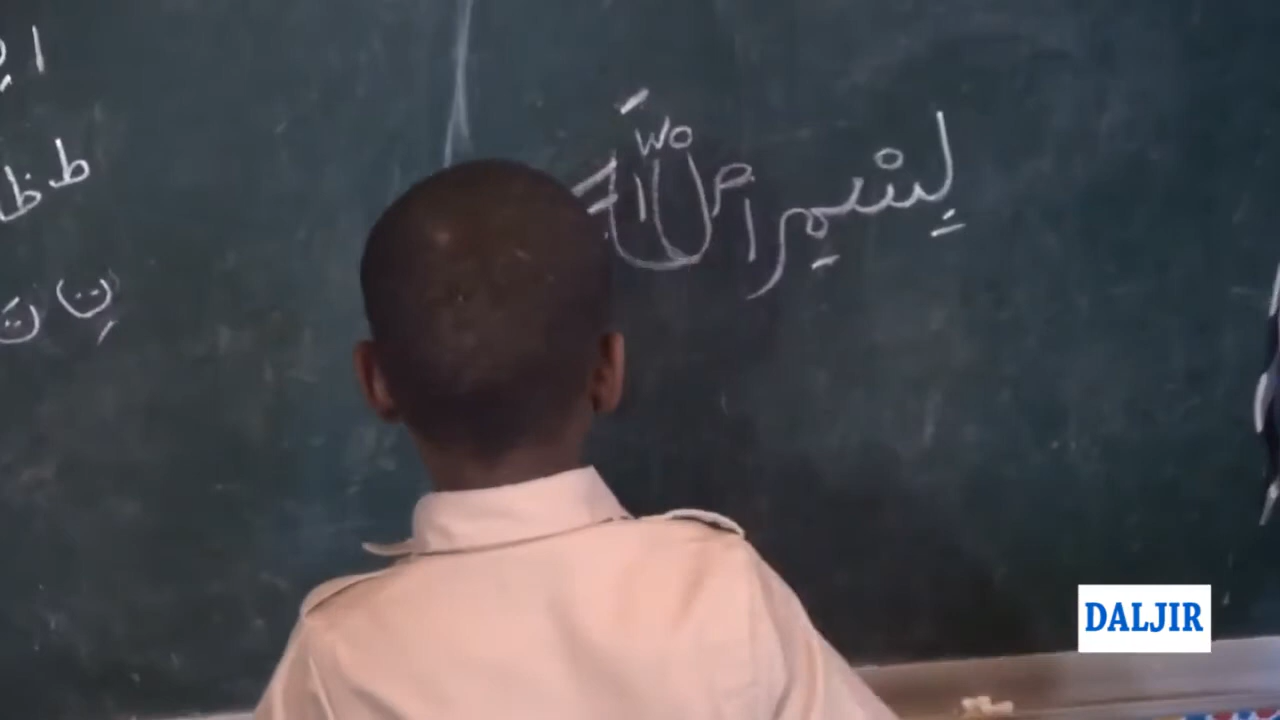 بِسْمِ اللَّهِ
ط ظ
تِ تَ
DALJIR